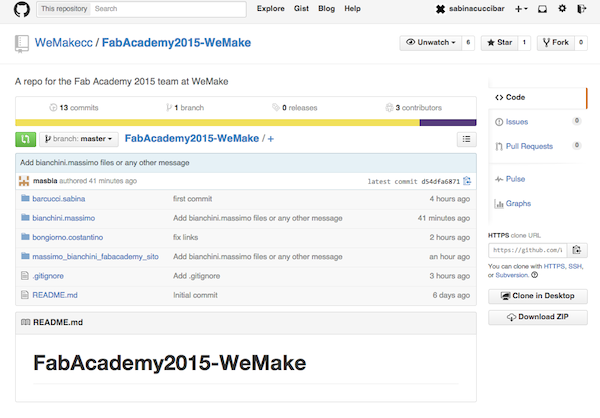 This repository Search Explore Gist Blog Help sabinacuccibar
WeMakecc / FabAcademy2015-WeMake Unwatch 6 Star 1 Fork 0
A repo for the Fab Academy 2015 team at WeMake
13 commits 1 branch 0 releases 3 contributors
branch: master FabAcademy2015-WeMake / +
Add bianchini.massimo files or any other message
masbia authored 41 minutes ago latest commit d54dfa6871
barcucci.sabina first commit 4 hours ago
bianchini.massimo Add bianchini.massimo files or any other message 41 minutes ago
bongiorno.costantino fix links 2 hours ago
massimo_bianchini_fabacademy_sito Add bianchini.massimo files or any other message an hour ago
.gitignore Add .gitignore 3 hours ago
README.md Initial commit 6 days ago
README.md
FabAcademy2015-WeMake
Code
Issues 0
Pull Requests 0
Pulse
Graphs
HTTPS clone URL
https://github.com/
You can clone with HTTPS, SSH,
or Subversion.
Clone in Desktop
Download ZIP